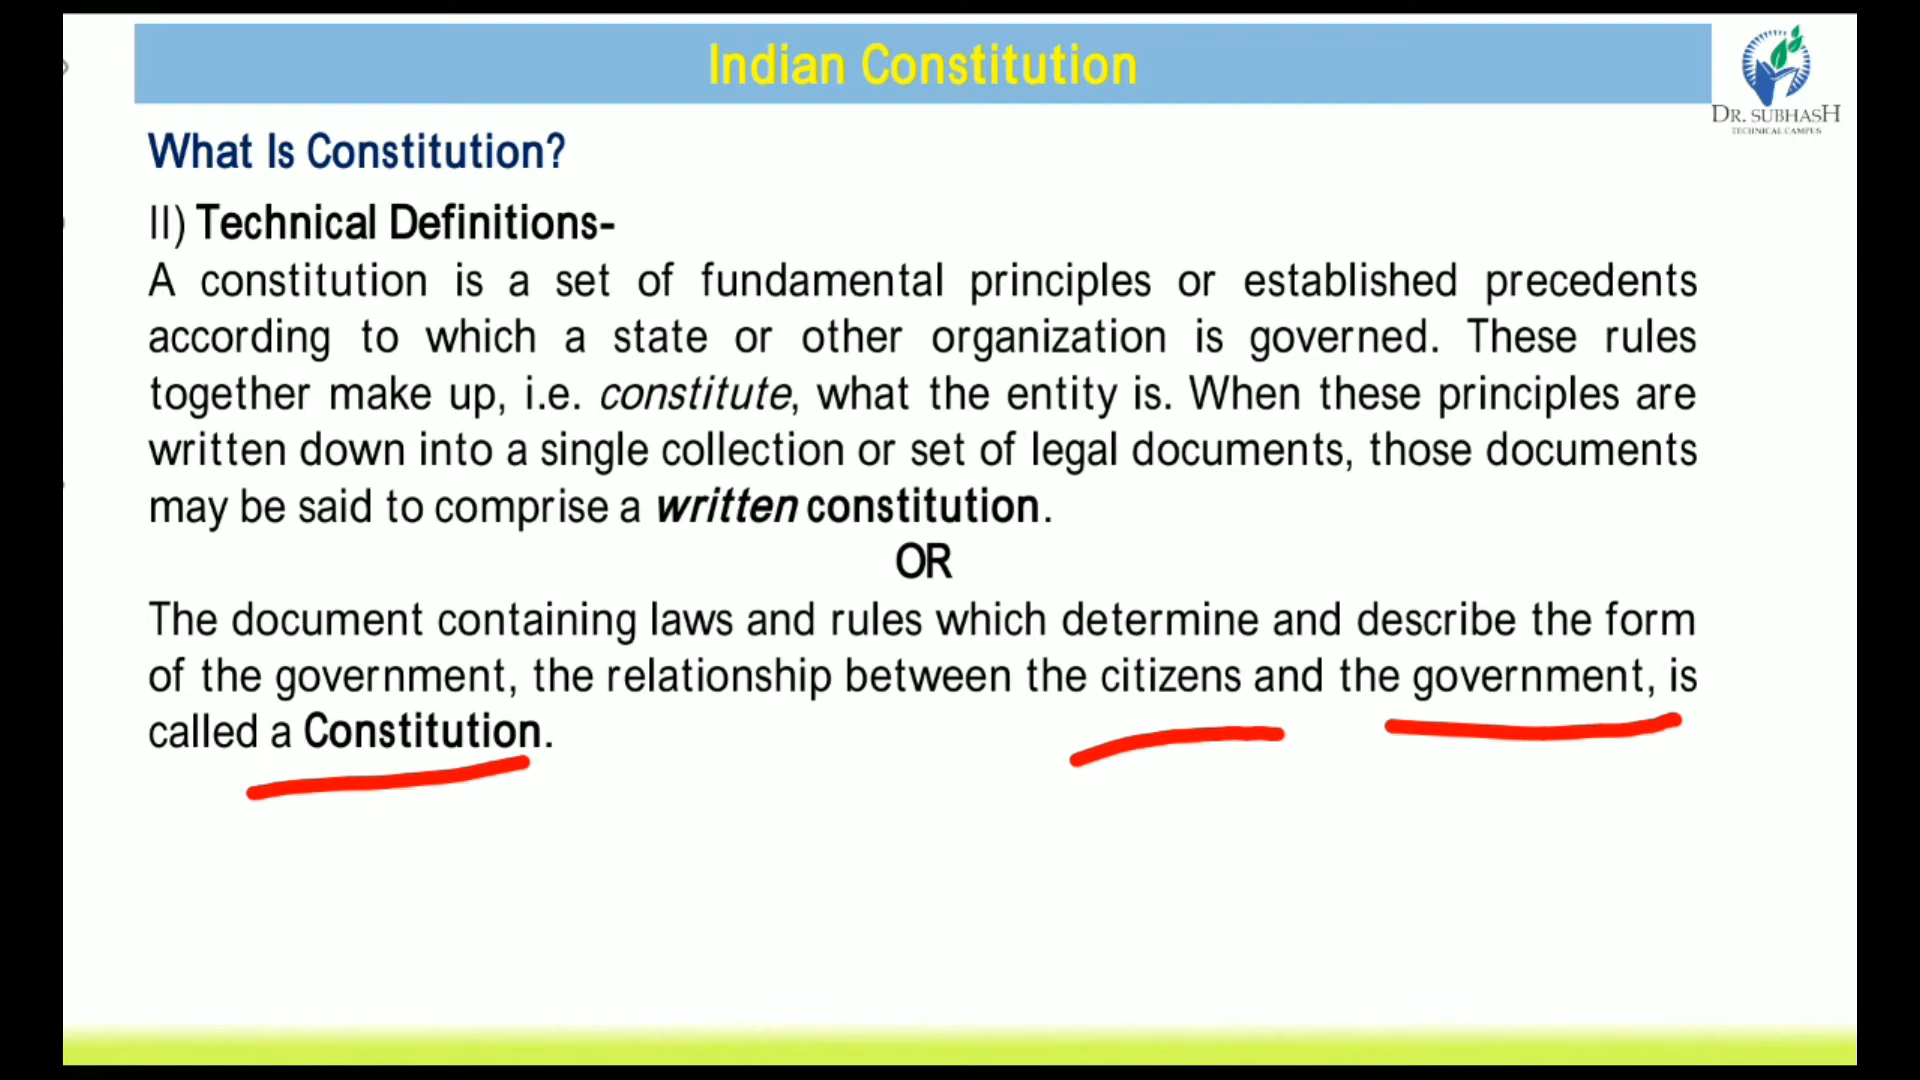 Indian Constitution
DR. SUBHASH
TECHNICAL CAMPUS
What Is Constitution?
II) Technical Definitions-
A constitution is a set of fundamental principles or established precedents
according to which a state or other organization is governed. These rules
together make up, i.e. constitute, what the entity is. When these principles are
written down into a single collection or set of legal documents, those documents
may be said to comprise a written constitution.
OR
The document containing laws and rules which determine and describe the form
of the government, the relationship between the citizens and the government, is
called a Constitution.